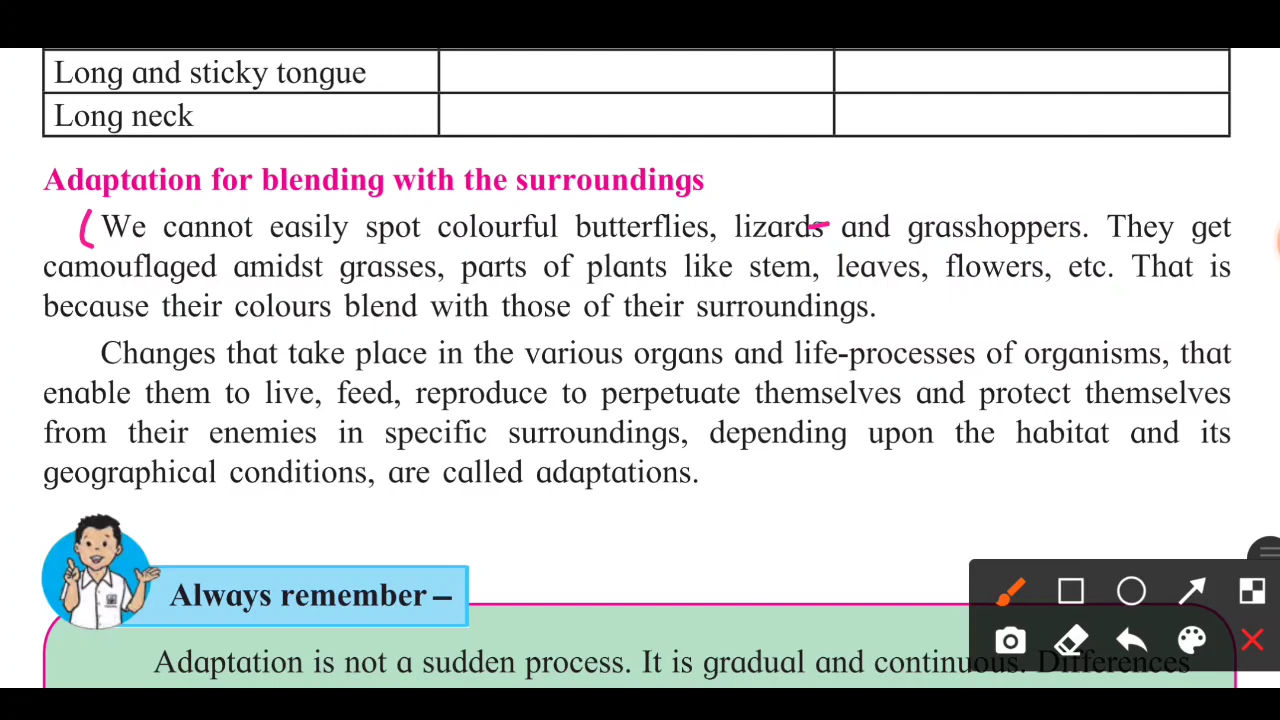 Long and sticky tongue
Long neck
Adaptation for blending with the surroundings
We cannot easily spot colourful butterflies, lizards and grasshoppers. They get
camouflaged amidst grasses, parts of plants like stem, leaves, flowers, etc. That is
because their colours blend with those of their surroundings.
Changes that take place in the various organs and life-processes of organisms, that
enable them to live, feed, reproduce to perpetuate themselves and protect themselves
from their enemies in specific surroundings, depending upon the habitat and its
geographical conditions, are called adaptations.
Always remember –
Adaptation is not a sudden process. It is gradual and continuous. Differences